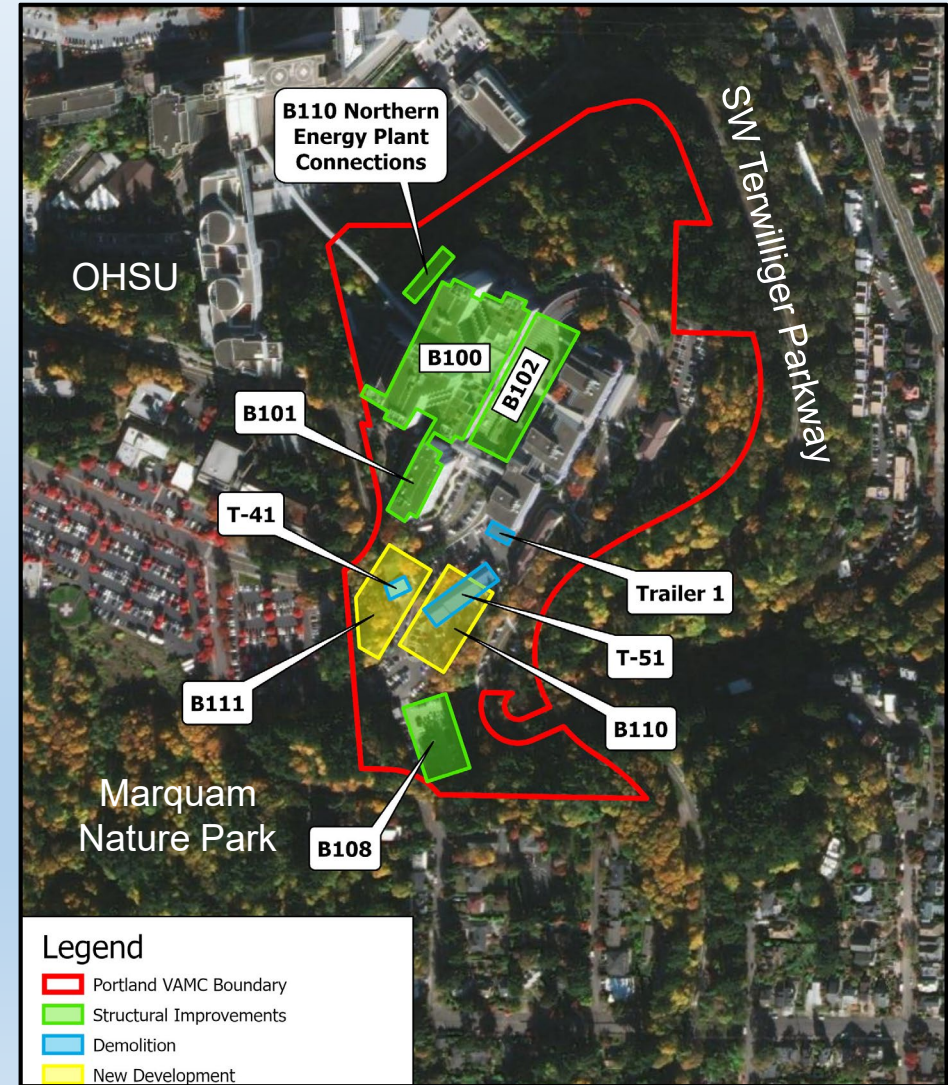 B110 Northern
Energy Plant
Connections
SW Terwilliger Parkway
OHSU
B100
B102
B101
T-41
Trailer 1
T-51
B111
B110
Marquam
Nature Park
B108
Legend
Portland VAMC Boundary
Structural Improvements
Demolition
New Development